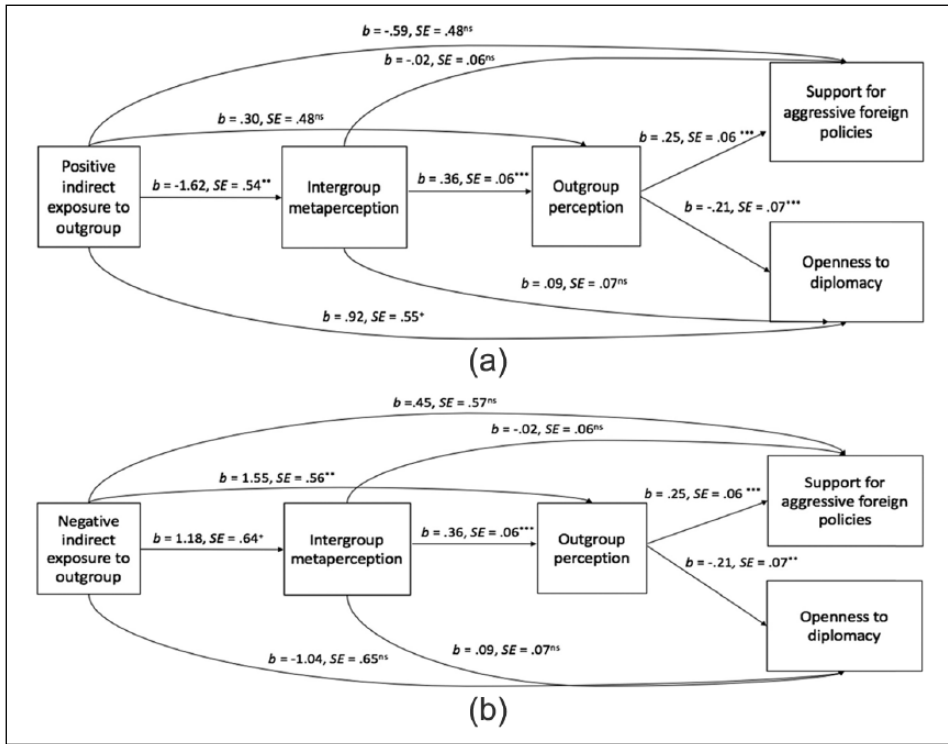 b = -.59, SE = .48ns
b = -.02, SE = .06ns
Support for
aggressive foreign
policies
b = .30, SE = .48ns
b = .25, SE = .06 ***
Positive
indirect
exposure to
outgroup
b = -1.62, SE = .54**
Intergroup
metaperception
b = .36, SE = .06***
Outgroup
perception
b = -.21, SE = .07***
Openness to
diplomacy
b = .09, SE = .07ns
b = .92, SE = .55+
(a)
b =.45, SE = .57ns
b = -.02, SE = .06ns
Support for
aggressive foreign
policies
b = 1.55, SE = .56**
b = .25, SE = .06 ***
Negative
indirect
exposure to
outgroup
b = 1.18, SE = .64+
Intergroup
metaperception
b = .36, SE = .06***
Outgroup
perception
b = -.21, SE = .07**
Openness to
diplomacy
b = .09, SE = .07ns
b = -1.04, SE = .65ns
(b)